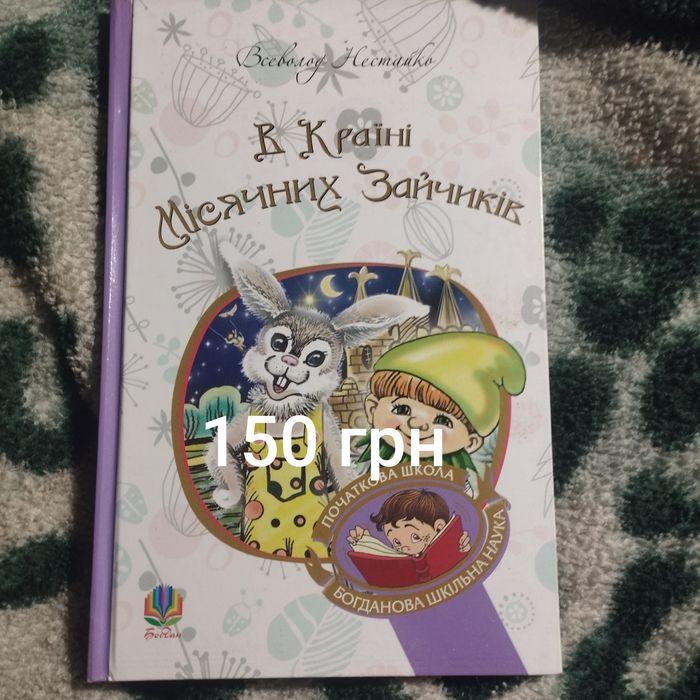 Всеволод Нестайко
В Країні
Місячних Зайчиків
150 грн
ПОЧАТКОВА ШКОЛА
БОГДАНОВА ШКІЛЬНА НАУКА
Богдан